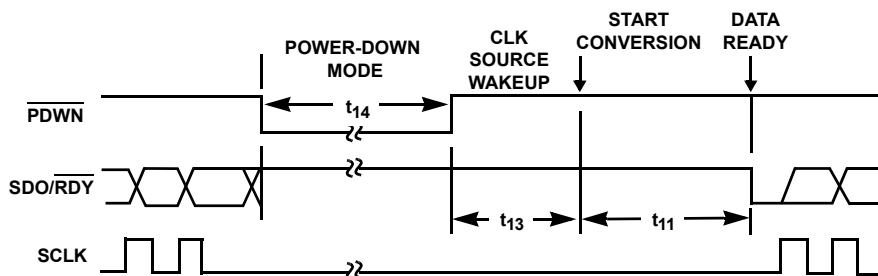 POWER-DOWN
MODE
CLK
SOURCE
WAKEUP
START
CONVERSION
DATA
READY
PDWN
t14
SDO/RDY
t13
t11
SCLK